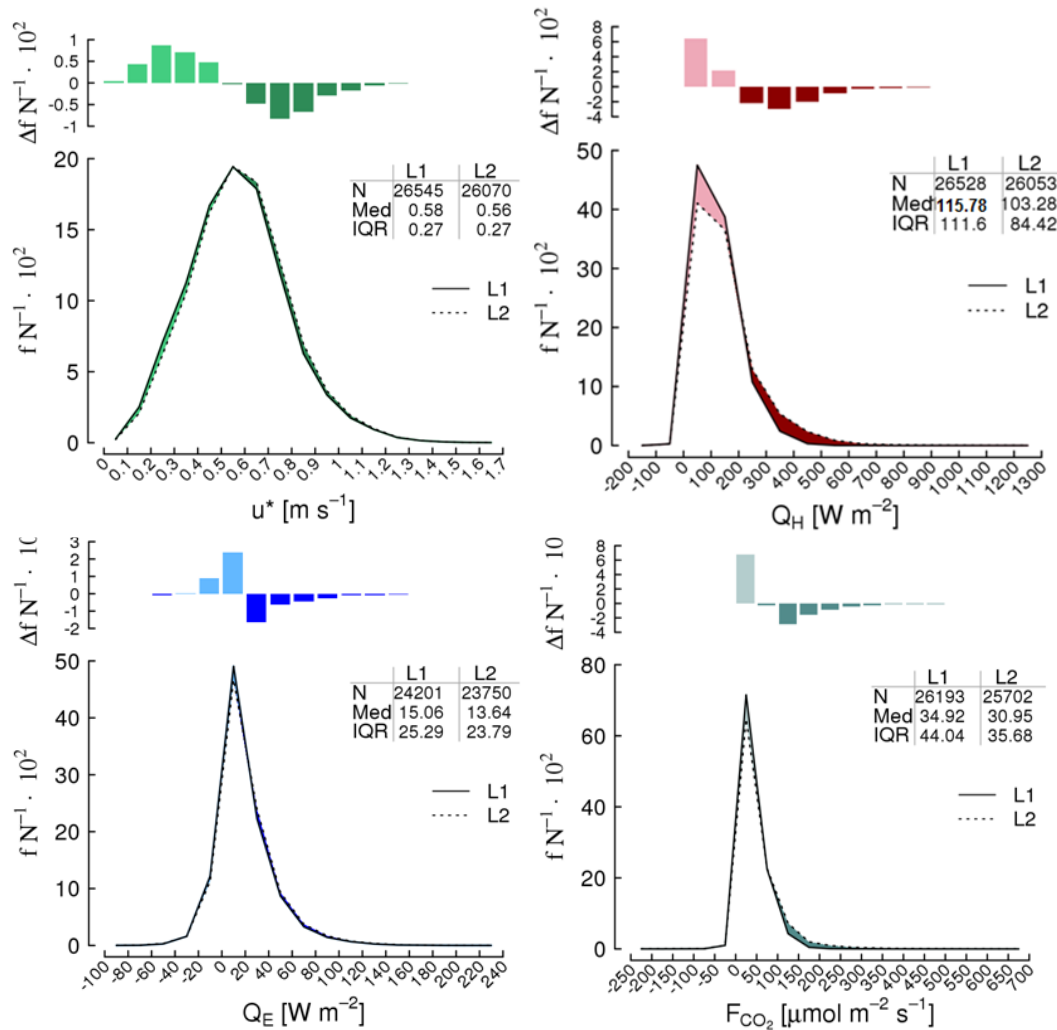 Δf N⁻¹ · 10²
1
0.5
0
-0.5
-1
f N⁻¹ · 10²
20
15
10
5
0
L1 L2
N 26545 26070
Med 0.58 0.56
IQR 0.27 0.27
L1
L2
0 0.1 0.2 0.3 0.4 0.5 0.6 0.7 0.8 0.9 1 1.1 1.2 1.3 1.4 1.5 1.6 1.7
u* [m s⁻¹]
Δf N⁻¹ · 10²
8
6
4
2
0
-2
-4
f N⁻¹ · 10²
50
40
30
20
10
0
L1 L2
N 26528 26053
Med 115.78 103.28
IQR 111.6 84.42
L1
L2
-200 -100 0 100 200 300 400 500 600 700 800 900 1000 1100 1200 1300
Q_H [W m⁻²]
Δf N⁻¹ · 10
3
2
1
0
-1
-2
f N⁻¹ · 10²
50
40
30
20
10
0
L1 L2
N 24201 23750
Med 15.06 13.64
IQR 25.29 23.79
L1
L2
-100 -80 -60 -40 -20 0 20 40 60 80 100 120 140 160 180 200 220 240
Q_E [W m⁻²]
Δf N⁻¹ · 10
8
6
4
2
0
-2
-4
f N⁻¹ · 10²
80
60
40
20
0
L1 L2
N 26193 25702
Med 34.92 30.95
IQR 44.04 35.68
L1
L2
-250 -200 -150 -100 -50 0 50 100 150 200 250 300 350 400 450 500 550 600 650 700
F_CO₂ [μmol m⁻² s⁻¹]